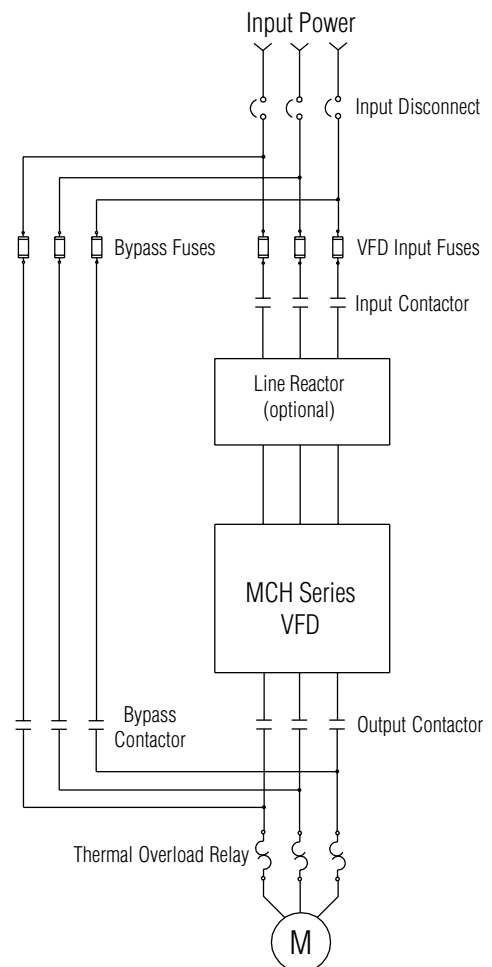 Input Power
Input Disconnect
Bypass Fuses
VFD Input Fuses
Input Contactor
Line Reactor
(optional)
MCH Series
VFD
Bypass
Contactor
Output Contactor
Thermal Overload Relay
M